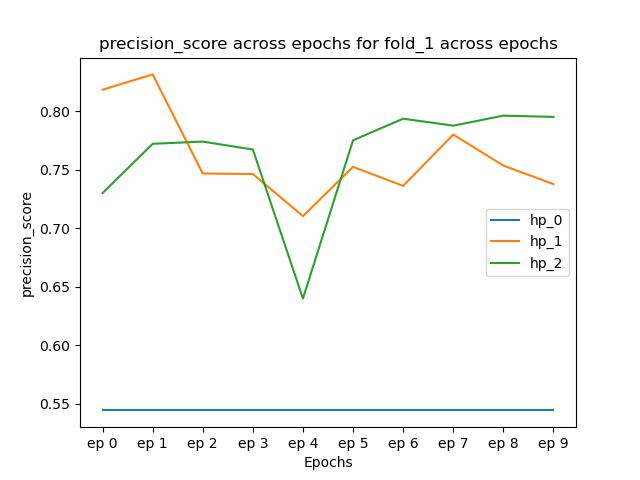 precision_score across epochs for fold_1 across epochs
precision_score
0.80
0.75
0.70
0.65
0.60
0.55
hp_0
hp_1
hp_2
ep 0 ep 1 ep 2 ep 3 ep 4 ep 5 ep 6 ep 7 ep 8 ep 9
Epochs